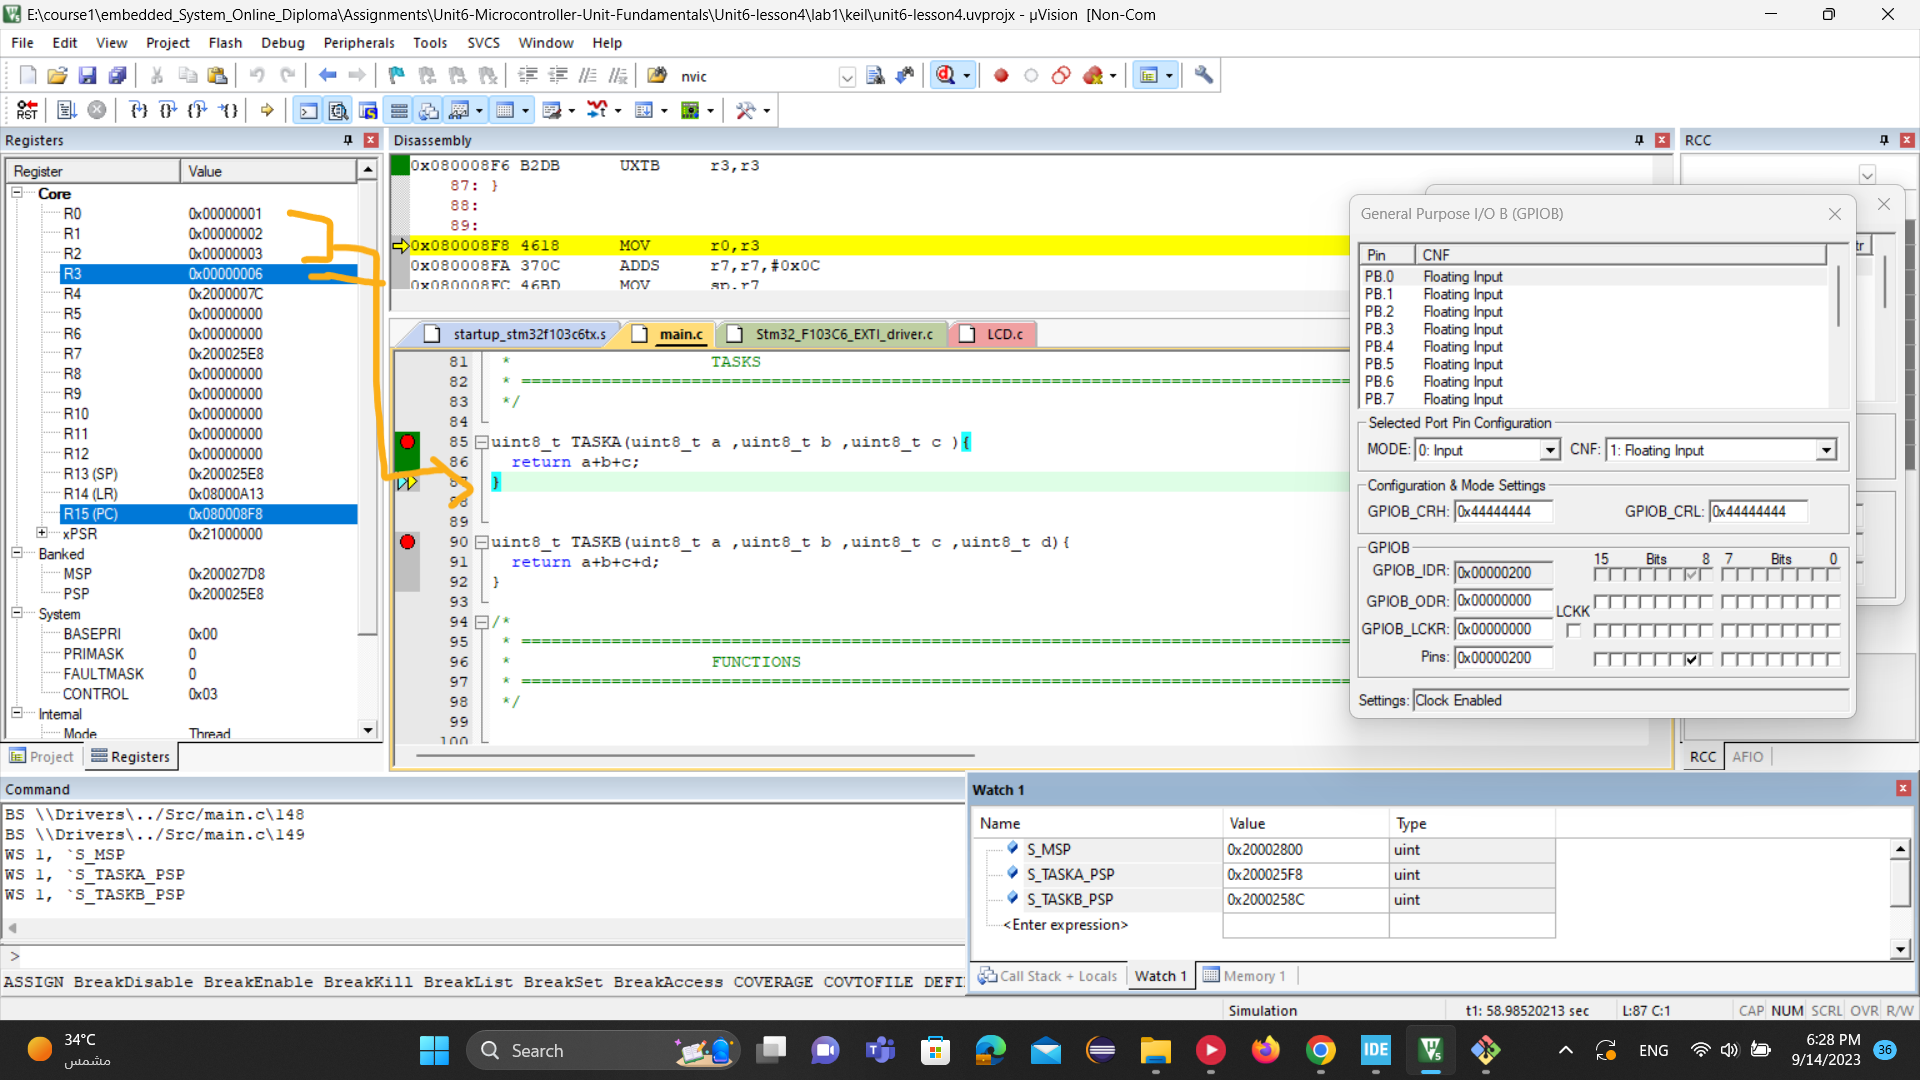 E:\course1\embedded_System_Online_Diploma\Assignments\Unit6-Microcontroller-Unit-Fundamentals\Unit6-lesson4\lab1\keil\unit6-lesson4.uvprojx - µVision [Non-Com
File Edit View Project Flash Debug Peripherals Tools SVCS Window Help
nvic
RST
Registers
Register Value
Core
R0 0x00000001
R1 0x00000002
R2 0x00000003
R3 0x00000006
R4 0x2000007C
R5 0x00000000
R6 0x00000000
R7 0x200025E8
R8 0x00000000
R9 0x00000000
R10 0x00000000
R11 0x00000000
R12 0x00000000
R13 (SP) 0x200025E8
R14 (LR) 0x08000A13
R15 (PC) 0x080008F8
xPSR 0x21000000
Banked
MSP 0x200027D8
PSP 0x200025E8
System
BASEPRI 0x00
PRIMASK 0
FAULTMASK 0
CONTROL 0x03
Internal
Mode Thread
Project Registers
Disassembly
0x080008F6 B2DB UXTB r3,r3
87: }
88:
89:
0x080008F8 4618 MOV r0,r3
0x080008FA 370C ADDS r7,r7,#0x0C
0x080008FC 46BD MOV sp,r7
startup_stm32f103c6tx.s main.c Stm32_F103C6_EXTI_driver.c LCD.c
81 * TASKS
82 * ===================================================================================
83 */
84
85 uint8_t TASKA(uint8_t a ,uint8_t b ,uint8_t c ){
86 return a+b+c;
87 }
88
89
90 uint8_t TASKB(uint8_t a ,uint8_t b ,uint8_t c ,uint8_t d){
91 return a+b+c+d;
92 }
93
94 /*
95 * ===================================================================================
96 * FUNCTIONS
97 * ===================================================================================
98 */
99
100
RCC
General Purpose I/O B (GPIOB)
Pin CNF
PB.0 Floating Input
PB.1 Floating Input
PB.2 Floating Input
PB.3 Floating Input
PB.4 Floating Input
PB.5 Floating Input
PB.6 Floating Input
PB.7 Floating Input
Selected Port Pin Configuration
MODE: 0: Input CNF: 1: Floating Input
Configuration & Mode Settings
GPIOB_CRH: 0x44444444 GPIOB_CRL: 0x44444444
GPIOB
15 Bits 8 7 Bits 0
GPIOB_IDR: 0x00000200
GPIOB_ODR: 0x00000000
LCKK
GPIOB_LCKR: 0x00000000
Pins: 0x00000200
Settings: Clock Enabled
RCC AFIO
Command
BS \\Drivers\../Src/main.c\148
BS \\Drivers\../Src/main.c\149
WS 1, `S_MSP
WS 1, `S_TASKA_PSP
WS 1, `S_TASKB_PSP
>
ASSIGN BreakDisable BreakEnable BreakKill BreakList BreakSet BreakAccess COVERAGE COVTOFILE DEFI
Watch 1
Name Value Type
S_MSP 0x20002800 uint
S_TASKA_PSP 0x200025F8 uint
S_TASKB_PSP 0x2000258C uint
<Enter expression>
Call Stack + Locals Watch 1 Memory 1
Simulation t1: 58.98520213 sec L:87 C:1 CAP NUM SCRL OVR R/W
34°C
مشمس
Search
IDE
ENG
6:28 PM
9/14/2023
36